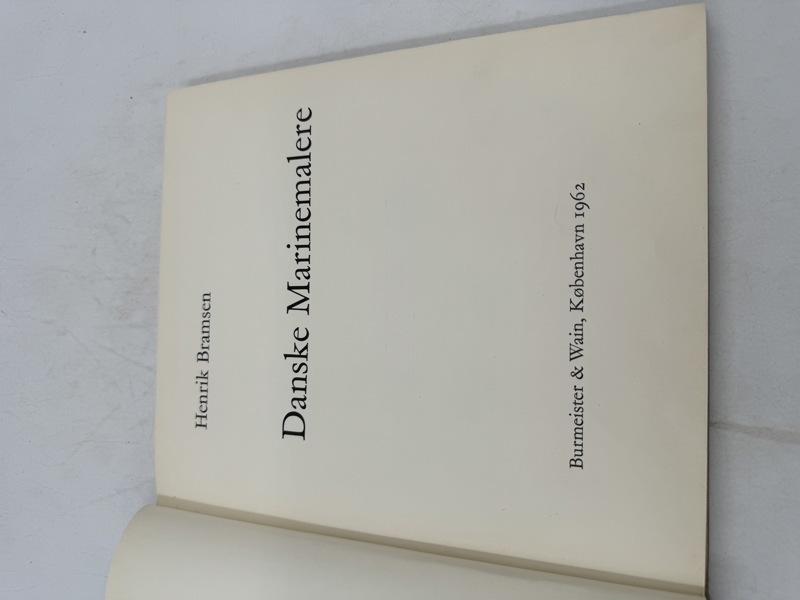 Henrik Bramsen
Danske Marinemalere
Burmeister & Wain, København 1962